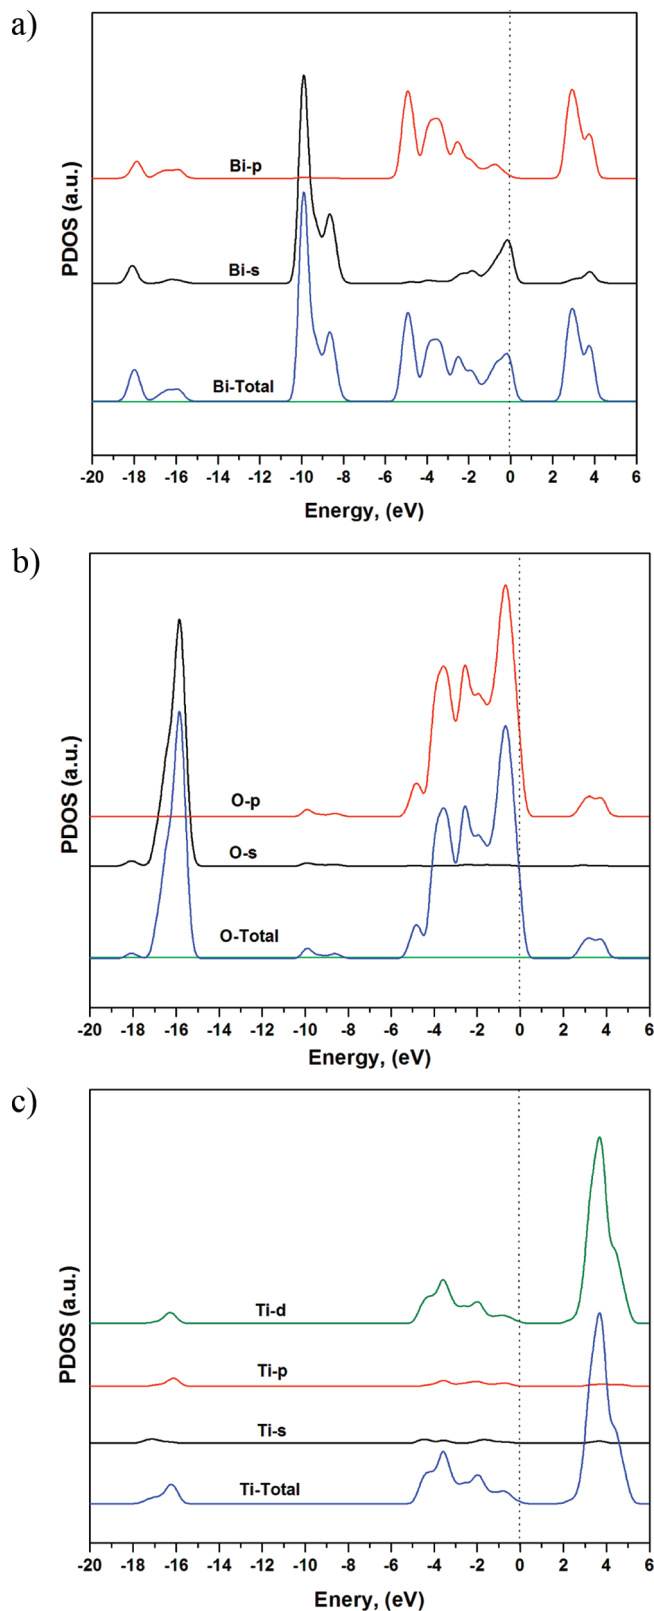 a)
PDOS (a.u.)
Bi-p
Bi-s
Bi-Total
-20 -18 -16 -14 -12 -10 -8 -6 -4 -2 0 2 4 6
Energy, (eV)
b)
PDOS (a.u.)
O-p
O-s
O-Total
-20 -18 -16 -14 -12 -10 -8 -6 -4 -2 0 2 4 6
Energy, (eV)
c)
PDOS (a.u.)
Ti-d
Ti-p
Ti-s
Ti-Total
-20 -18 -16 -14 -12 -10 -8 -6 -4 -2 0 2 4 6
Enery, (eV)